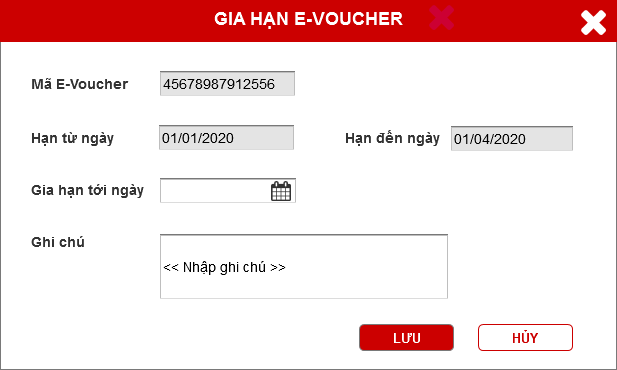 GIA HẠN E-VOUCHER
Mã E-Voucher 45678987912556
Hạn từ ngày 01/01/2020 Hạn đến ngày 01/04/2020
Gia hạn tới ngày
Ghi chú
<< Nhập ghi chú >>
LƯU HỦY